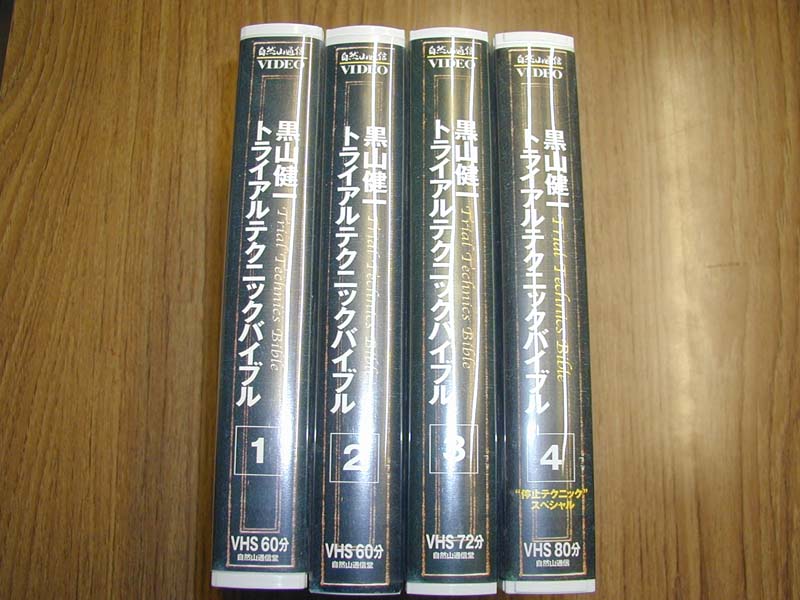 自然山通信
VIDEO
黒山健一
トライアルテクニックバイブル
Trial Technics Bible
1
VHS 60分
自然山通信堂
自然山通信
VIDEO
黒山健一
トライアルテクニックバイブル
Trial Technics Bible
2
VHS 60分
自然山通信堂
自然山通信
VIDEO
黒山健一
トライアルテクニックバイブル
Trial Technics Bible
3
VHS 72分
自然山通信堂
自然山通信
VIDEO
黒山健一
トライアルテクニックバイブル
Trial Technics Bible
4
“停止テクニック”
スペシャル
VHS 80分
自然山通信堂